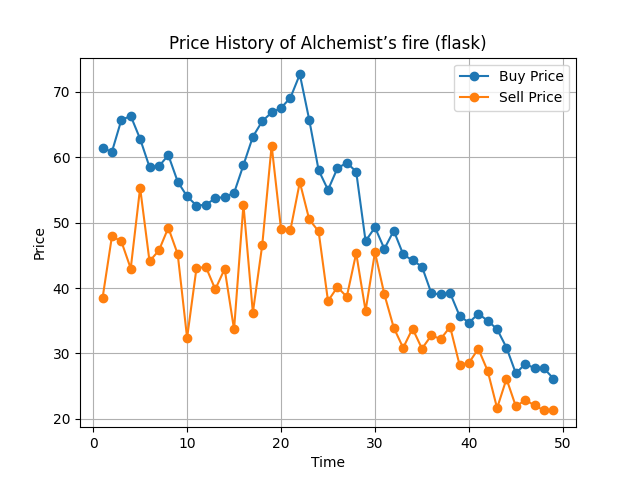 Price History of Alchemist’s fire (flask)
Buy Price
Sell Price
Price
70
60
50
40
30
20
0
10
20
30
40
50
Time